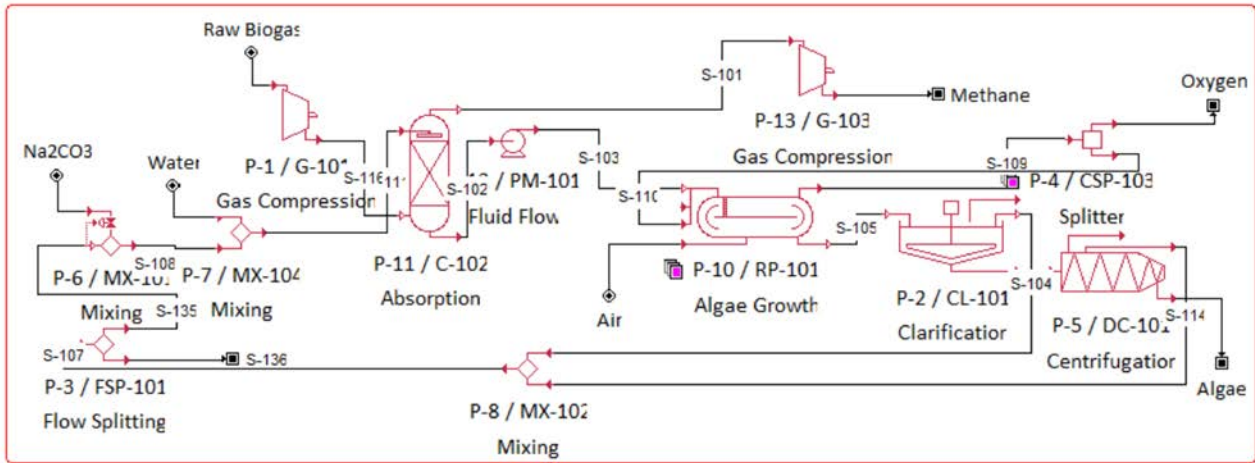 Raw Biogas
Oxygen
S-101
Methane
P-13 / G-103
Gas Compression
Na2CO3
Water
P-1 / G-101
Gas Compression
S-116
S-102
PM-101
Fluid Flow
S-103
S-109
S-110
P-4 / CSP-103
Splitter
P-6 / MX-101
Mixing
S-108
P-7 / MX-104
Mixing
P-11 / C-102
Absorption
P-10 / RP-101
Algae Growth
Air
S-105
P-2 / CL-101
Clarification
S-104
P-5 / DC-101
Centrifugation
S-114
Algae
S-135
S-107
S-136
P-3 / FSP-101
Flow Splitting
P-8 / MX-102
Mixing